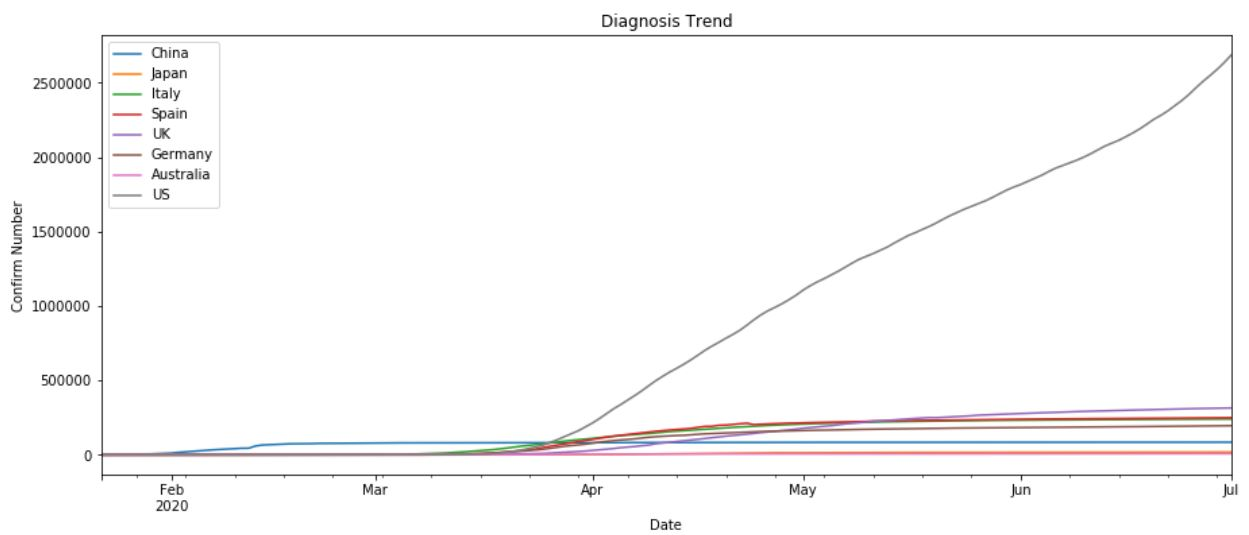 Diagnosis Trend
China
Japan
Italy
Spain
UK
Germany
Australia
US
Confirm Number
2500000
2000000
1500000
1000000
500000
0
Feb
2020
Mar
Apr
May
Jun
Jul
Date